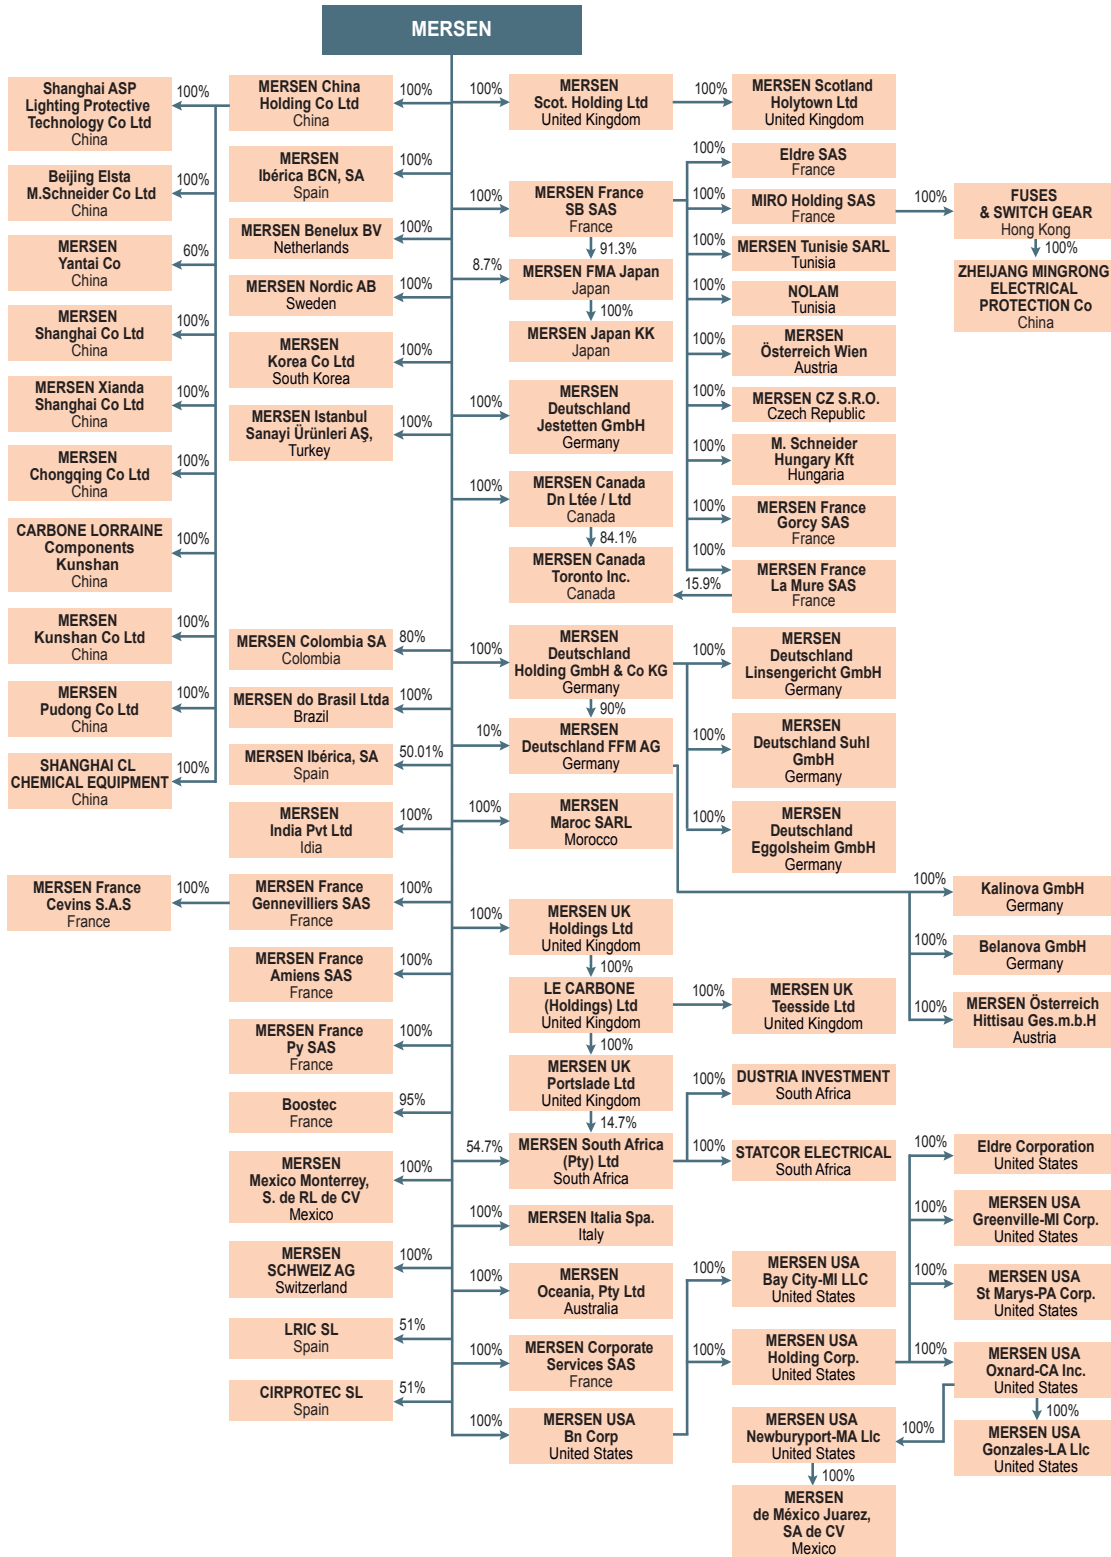 MERSEN
100%
Shanghai ASP
Lighting Protective
Technology Co Ltd
China
100%
Beijing Elsta
M.Schneider Co Ltd
China
60%
MERSEN
Yantai Co
China
100%
MERSEN
Shanghai Co Ltd
China
100%
MERSEN Xianda
Shanghai Co Ltd
China
100%
MERSEN
Chongqing Co Ltd
China
100%
CARBONE LORRAINE
Components
Kunshan
China
100%
MERSEN
Kunshan Co Ltd
China
100%
MERSEN
Pudong Co Ltd
China
100%
SHANGHAI CL
CHEMICAL EQUIPMENT
China
100%
MERSEN France
Cevins S.A.S
France
100%
MERSEN China
Holding Co Ltd
China
100%
MERSEN
Ibérica BCN, SA
Spain
100%
MERSEN Benelux BV
Netherlands
100%
MERSEN Nordic AB
Sweden
100%
MERSEN
Korea Co Ltd
South Korea
100%
MERSEN Istanbul
Sanayi Ürünleri AŞ,
Turkey
100%
MERSEN Colombia SA
Colombia
80%
MERSEN do Brasil Ltda
Brazil
100%
MERSEN Ibérica, SA
Spain
50.01%
MERSEN
India Pvt Ltd
Idia
100%
MERSEN France
Gennevilliers SAS
France
100%
MERSEN France
Amiens SAS
France
100%
MERSEN France
Py SAS
France
100%
Boostec
France
95%
MERSEN
Mexico Monterrey,
S. de RL de CV
Mexico
100%
MERSEN
SCHWEIZ AG
Switzerland
100%
LRIC SL
Spain
51%
CIRPROTEC SL
Spain
51%
100%
MERSEN
Scot. Holding Ltd
United Kingdom
100%
MERSEN Scotland
Holytown Ltd
United Kingdom
100%
MERSEN France
SB SAS
France
91.3%
8.7%
MERSEN FMA Japan
Japan
100%
MERSEN Japan KK
Japan
100%
MERSEN
Deutschland
Jestetten GmbH
Germany
100%
MERSEN Canada
Dn Ltée / Ltd
Canada
84.1%
MERSEN Canada
Toronto Inc.
Canada
15.9%
100%
Eldre SAS
France
100%
MIRO Holding SAS
France
100%
FUSES
& SWITCH GEAR
Hong Kong
100%
ZHEIJANG MINGRONG
ELECTRICAL
PROTECTION Co
China
100%
MERSEN Tunisie SARL
Tunisia
100%
NOLAM
Tunisia
100%
MERSEN
Österreich Wien
Austria
100%
MERSEN CZ S.R.O.
Czech Republic
100%
M. Schneider
Hungary Kft
Hungaria
100%
MERSEN France
Gorcy SAS
France
100%
MERSEN France
La Mure SAS
France
100%
MERSEN
Deutschland
Holding GmbH & Co KG
Germany
90%
10%
MERSEN
Deutschland FFM AG
Germany
100%
MERSEN
Deutschland
Linsengericht GmbH
Germany
100%
MERSEN
Deutschland Suhl
GmbH
Germany
100%
MERSEN
Deutschland
Eggolsheim GmbH
Germany
100%
MERSEN
Maroc SARL
Morocco
100%
Kalinova GmbH
Germany
100%
Belanova GmbH
Germany
100%
MERSEN Österreich
Hittisau Ges.m.b.H
Austria
100%
MERSEN UK
Holdings Ltd
United Kingdom
100%
LE CARBONE
(Holdings) Ltd
United Kingdom
100%
MERSEN UK
Teesside Ltd
United Kingdom
100%
MERSEN UK
Portslade Ltd
United Kingdom
14.7%
54.7%
MERSEN South Africa
(Pty) Ltd
South Africa
100%
DUSTRIA INVESTMENT
South Africa
100%
STATCOR ELECTRICAL
South Africa
100%
MERSEN Italia Spa.
Italy
100%
MERSEN
Oceania, Pty Ltd
Australia
100%
MERSEN Corporate
Services SAS
France
100%
MERSEN USA
Bn Corp
United States
100%
MERSEN USA
Bay City-MI LLC
United States
100%
MERSEN USA
Holding Corp.
United States
100%
Eldre Corporation
United States
100%
MERSEN USA
Greenville-MI Corp.
United States
100%
MERSEN USA
St Marys-PA Corp.
United States
100%
MERSEN USA
Oxnard-CA Inc.
United States
100%
MERSEN USA
Gonzales-LA Llc
United States
100%
MERSEN USA
Newburyport-MA Llc
United States
100%
MERSEN
de México Juarez,
SA de CV
Mexico